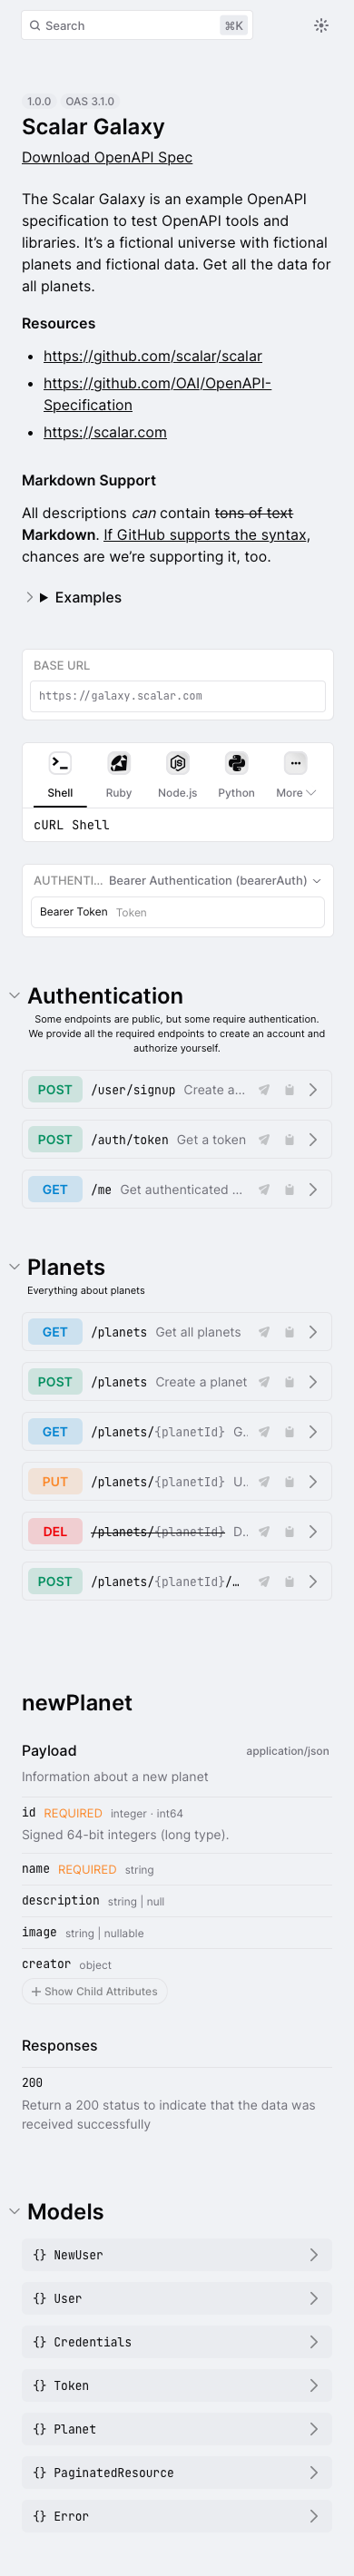 Search ⌘K
1.0.0 OAS 3.1.0
Scalar Galaxy
Download OpenAPI Spec
The Scalar Galaxy is an example OpenAPI
specification to test OpenAPI tools and
libraries. It’s a fictional universe with fictional
planets and fictional data. Get all the data for
all planets.
Resources
• https://github.com/scalar/scalar
• https://github.com/OAI/OpenAPI-
Specification
• https://scalar.com
Markdown Support
All descriptions can contain tons of text
Markdown. If GitHub supports the syntax,
chances are we’re supporting it, too.
Examples
BASE URL
https://galaxy.scalar.com
Shell Ruby Node.js Python More
cURL Shell
AUTHENTI... Bearer Authentication (bearerAuth)
Bearer Token Token
Authentication
Some endpoints are public, but some require authentication.
We provide all the required endpoints to create an account and
authorize yourself.
POST /user/signup Create a...
POST /auth/token Get a token
GET /me Get authenticated ...
Planets
Everything about planets
GET /planets Get all planets
POST /planets Create a planet
GET /planets/{planetId} G...
PUT /planets/{planetId} U...
DEL /planets/{planetId} D...
POST /planets/{planetId}/…
newPlanet
Payload application/json
Information about a new planet
id REQUIRED integer · int64
Signed 64-bit integers (long type).
name REQUIRED string
description string | null
image string | nullable
creator object
+ Show Child Attributes
Responses
200
Return a 200 status to indicate that the data was
received successfully
Models
{} NewUser
{} User
{} Credentials
{} Token
{} Planet
{} PaginatedResource
{} Error